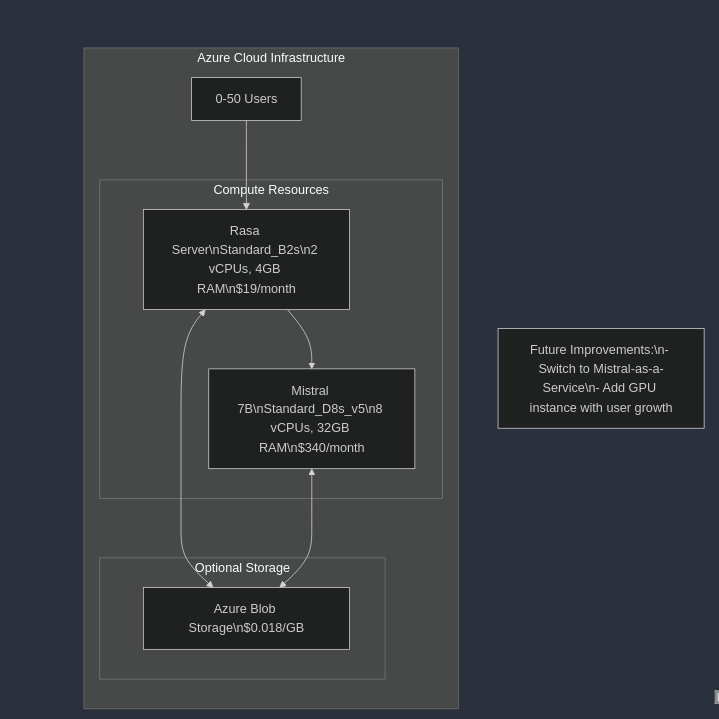 Azure Cloud Infrastructure
0-50 Users
Compute Resources
Rasa
Server\nStandard_B2s\n2
vCPUs, 4GB
RAM\n$19/month
Mistral
7B\nStandard_D8s_v5\n8
vCPUs, 32GB
RAM\n$340/month
Optional Storage
Azure Blob
Storage\n$0.018/GB
Future Improvements:\n-
Switch to Mistral-as-a-
Service\n- Add GPU
instance with user growth